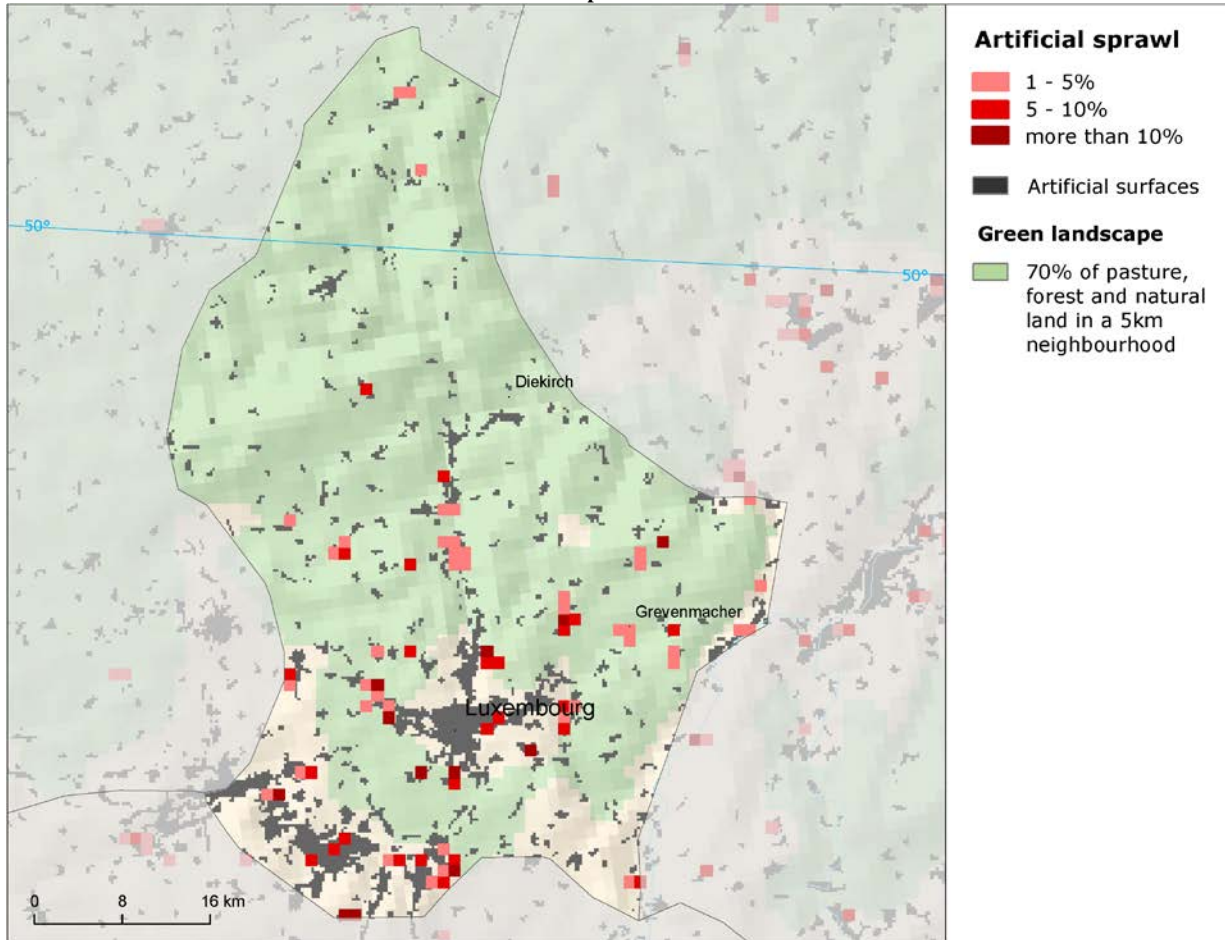 Artificial sprawl
1 - 5%
5 - 10%
more than 10%
Artificial surfaces
Green landscape
70% of pasture,
forest and natural
land in a 5km
neighbourhood
50°
50°
Diekirch
Grevenmacher
Luxembourg
0 8 16 km